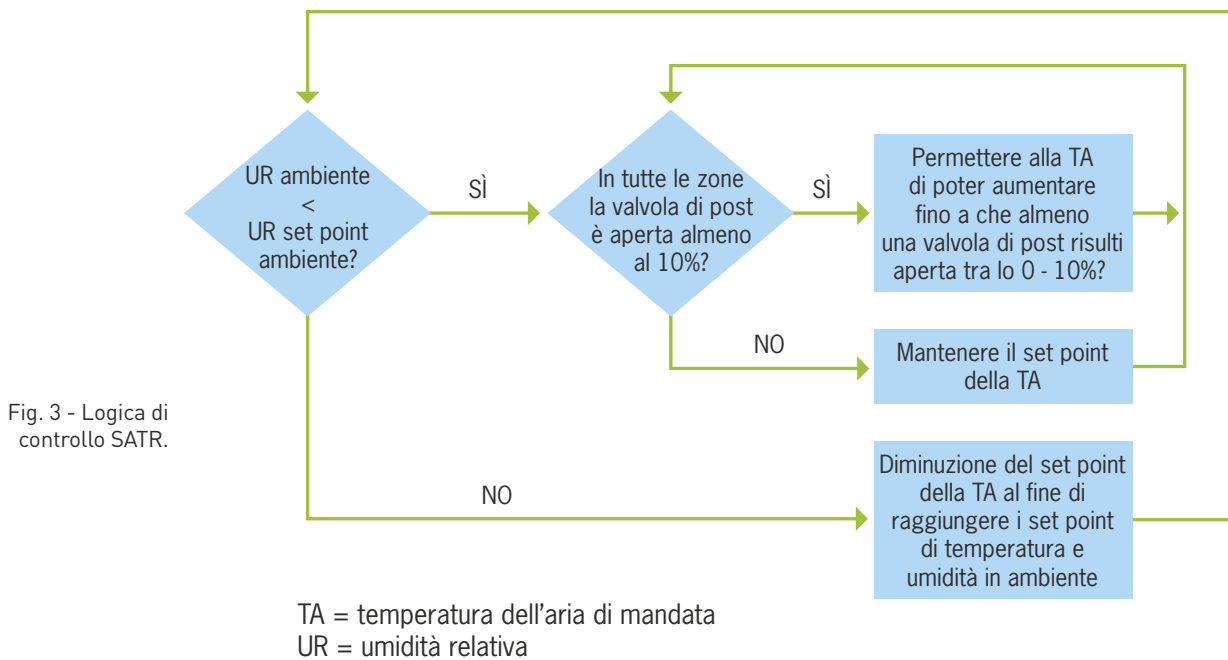 UR ambiente
<
UR set point
ambiente?
SÌ
In tutte le zone
la valvola di post
è aperta almeno
al 10%?
SÌ
Permettere alla TA
di poter aumentare
fino a che almeno
una valvola di post risulti
aperta tra lo 0 - 10%?
NO
Mantenere il set point
della TA
Fig. 3 - Logica di
controllo SATR.
NO
Diminuzione del set point
della TA al fine di
raggiungere i set point
di temperatura e
umidità in ambiente
TA = temperatura dell'aria di mandata
UR = umidità relativa